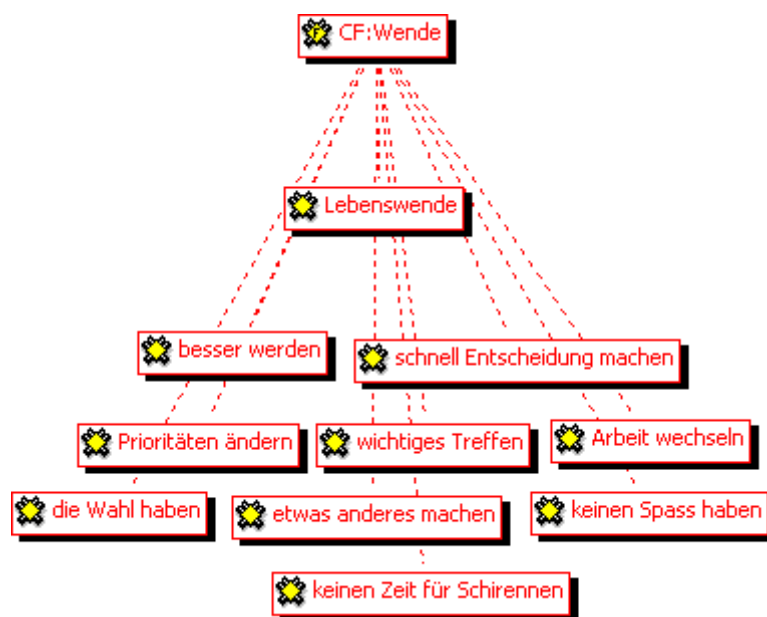 CF:Wende
Lebenswende
besser werden
schnell Entscheidung machen
Prioritäten ändern
wichtiges Treffen
Arbeit wechseln
die Wahl haben
etwas anderes machen
keinen Spass haben
keinen Zeit für Schirennen